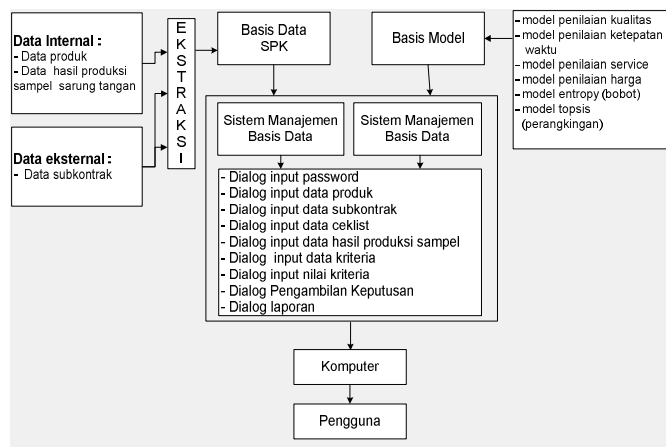 Data Internal :
- Data produk
- Data hasil produksi
sampel sarung tangan
Data eksternal :
- Data subkontrak
E
K
S
T
R
A
K
S
I
Basis Data
SPK
Basis Model
- model penilaian kualitas
- model penilaian ketepatan
waktu
- model penilaian service
- model penilaian harga
- model entropy (bobot)
- model topsis
(perangkingan)
Sistem Manajemen
Basis Data
Sistem Manajemen
Basis Data
- Dialog input password
- Dialog input data produk
- Dialog input data subkontrak
- Dialog input data ceklist
- Dialog input data hasil produksi sampel
- Dialog input data kriteria
- Dialog input nilai kriteria
- Dialog Pengambilan Keputusan
- Dialog laporan
Komputer
Pengguna